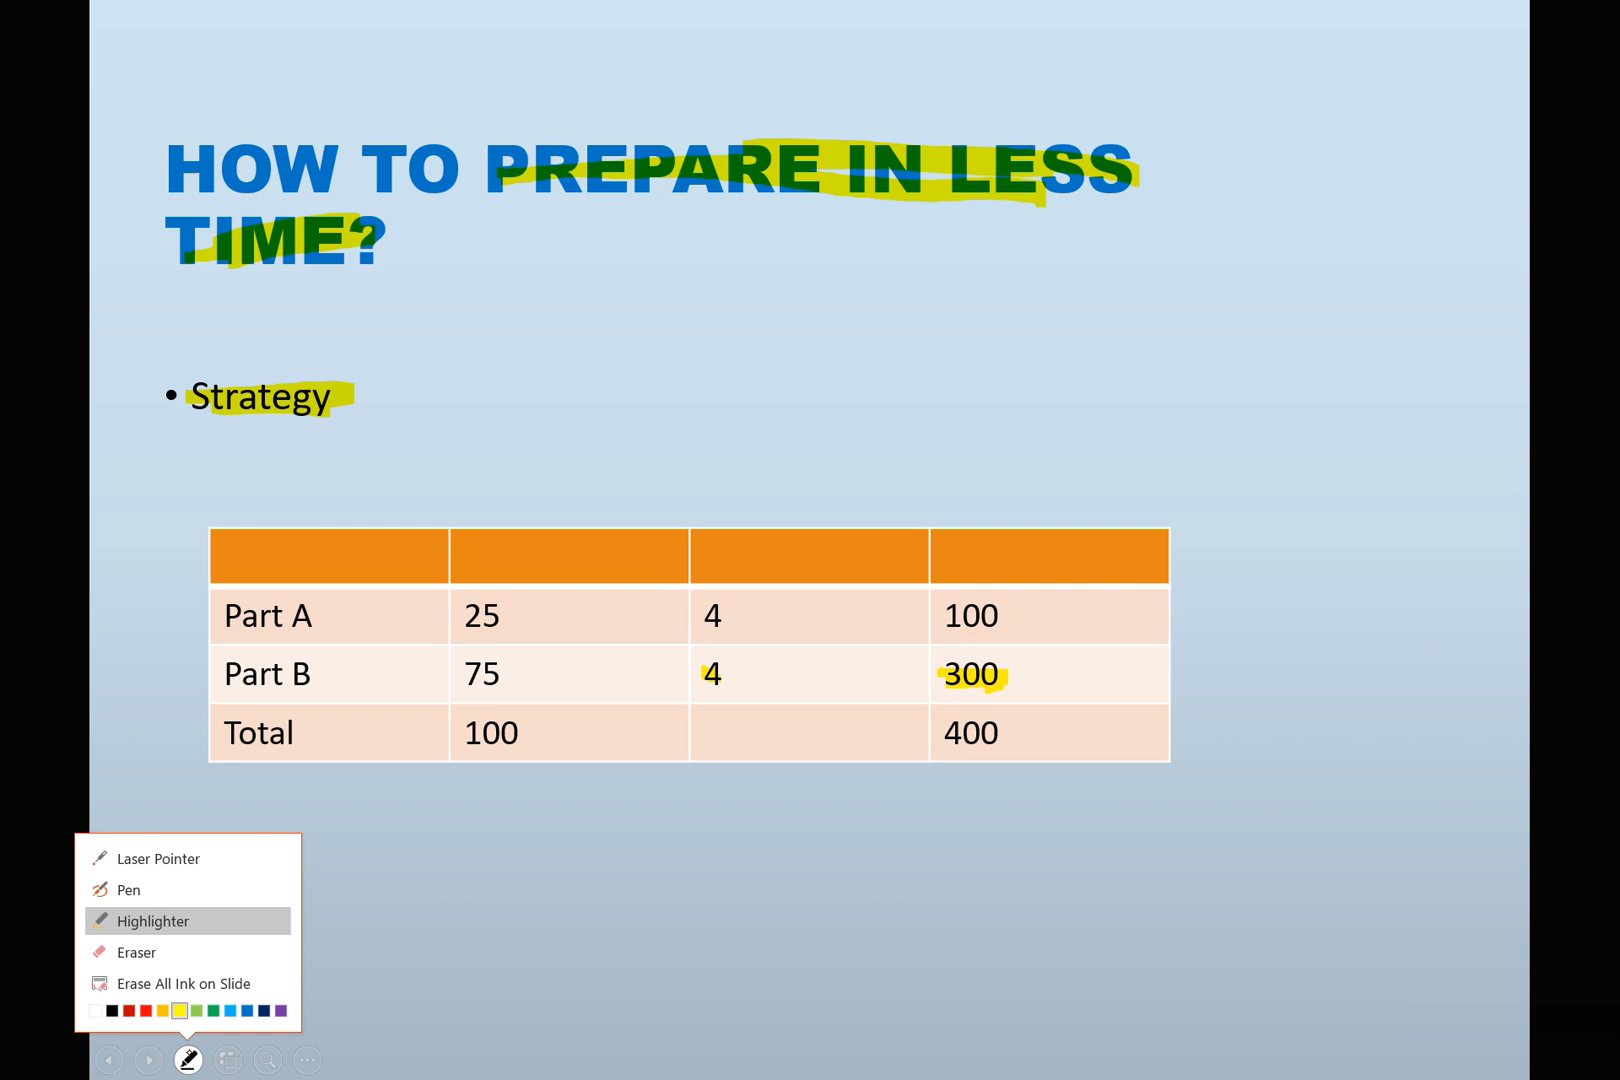 HOW TO PREPARE IN LESS
TIME?
• Strategy
Part A 25 4 100
Part B 75 4 300
Total 100 400
Laser Pointer
Pen
Highlighter
Eraser
Erase All Ink on Slide